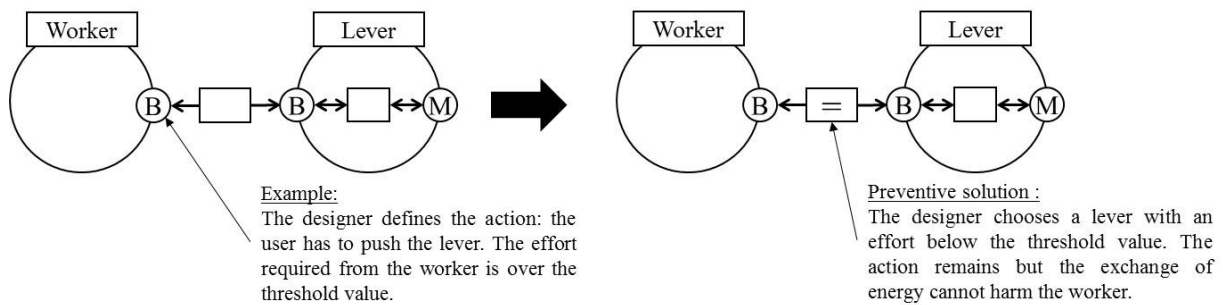 Worker
Lever
B
B
M
Example:
The designer defines the action: the
user has to push the lever. The effort
required from the worker is over the
threshold value.
Worker
Lever
B
=
B
M
Preventive solution :
The designer chooses a lever with an
effort below the threshold value. The
action remains but the exchange of
energy cannot harm the worker.